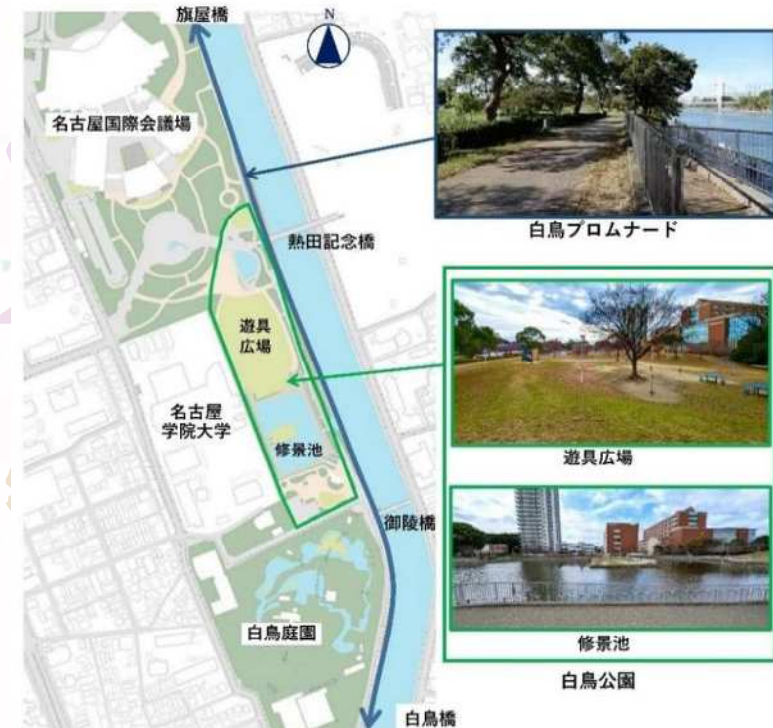 旗屋橋
N
名古屋国際会議場
白鳥プロムナード
熱田記念橋
遊具
広場
名古屋
学院大学
修景池
遊具広場
御陵橋
修景池
白鳥庭園
白鳥公園
白鳥橋